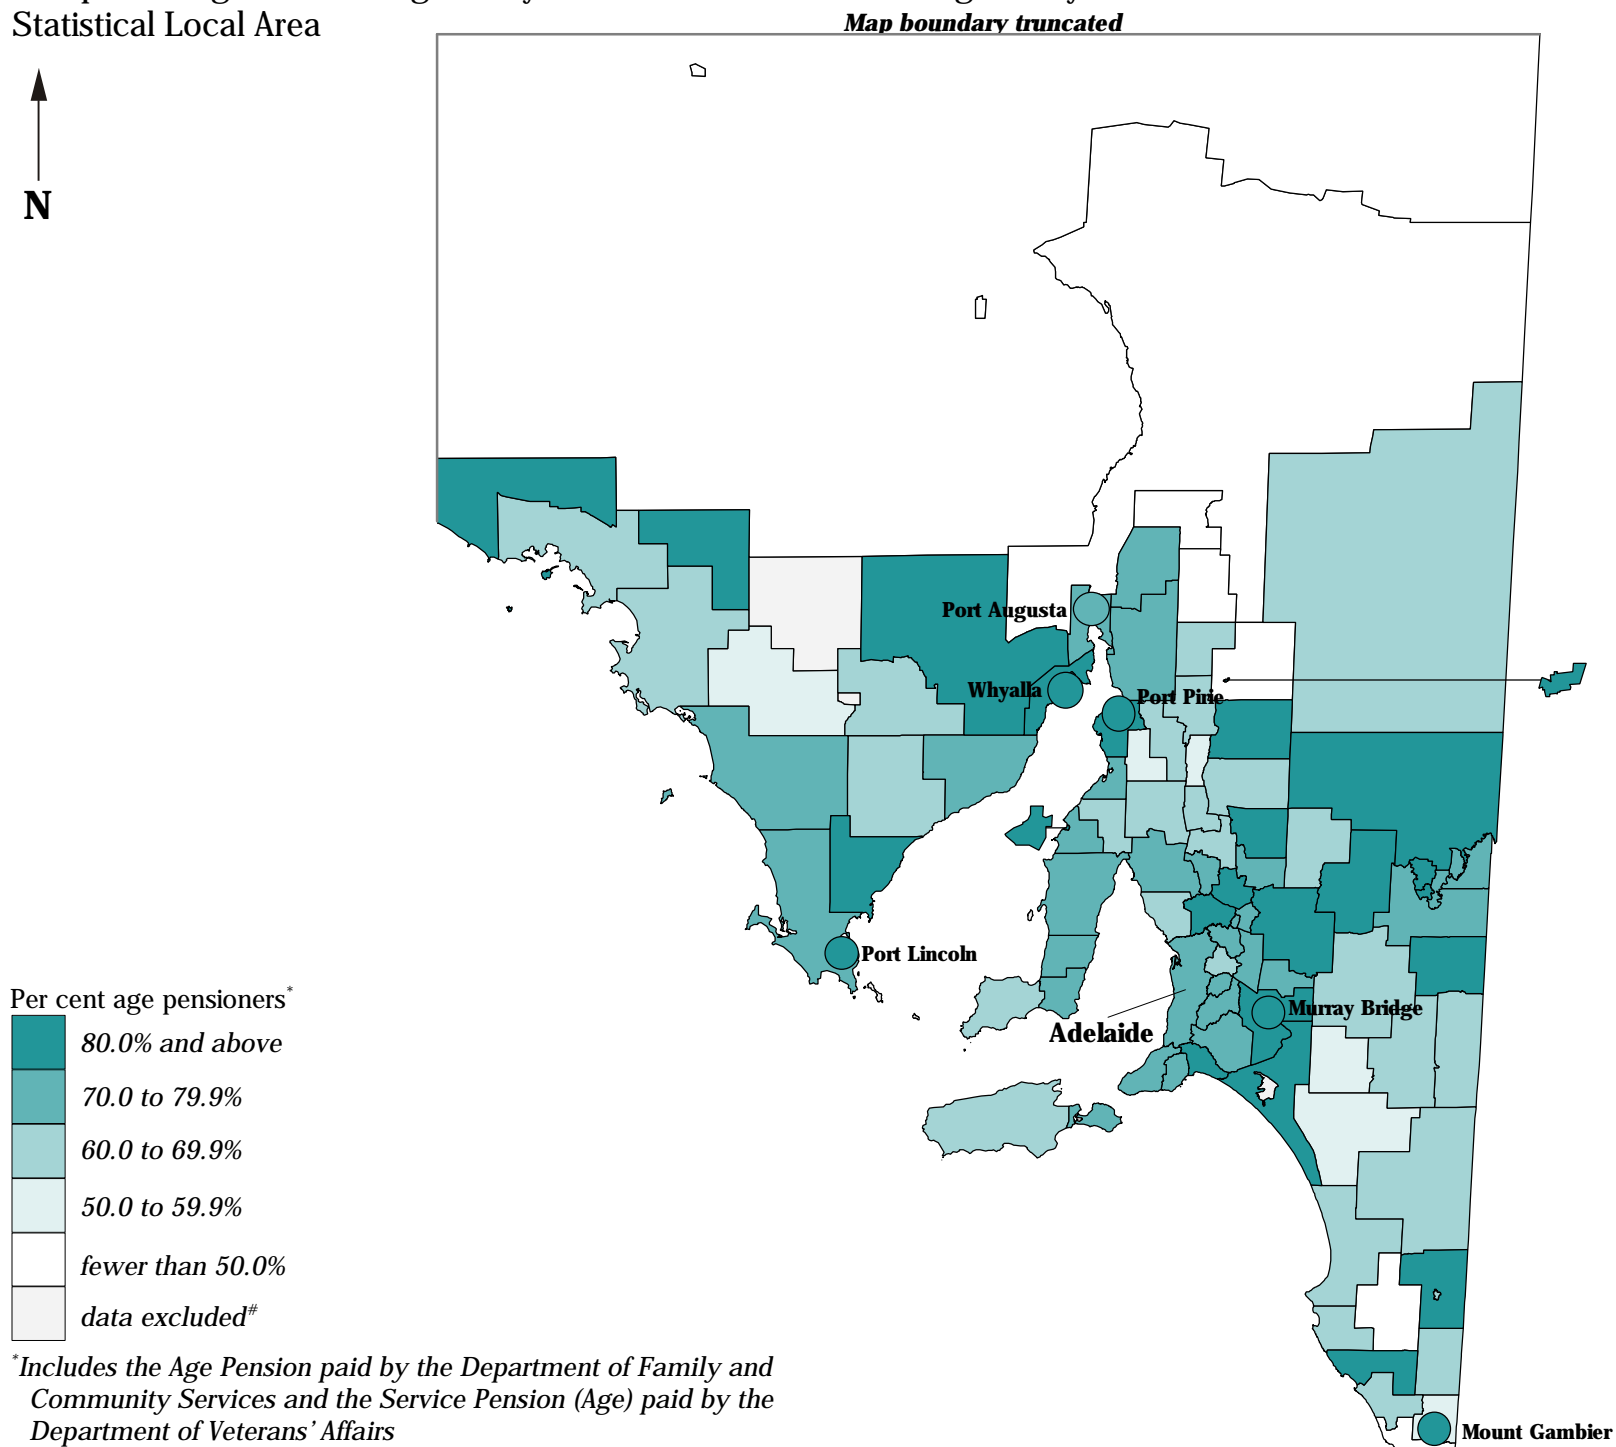 Statistical Local Area
Map boundary truncated
N
Port Augusta
Whyalla
Port Pirie
Port Lincoln
Murray Bridge
Adelaide
Mount Gambier
Per cent age pensioners*
80.0% and above
70.0 to 79.9%
60.0 to 69.9%
50.0 to 59.9%
fewer than 50.0%
data excluded#
*Includes the Age Pension paid by the Department of Family and
Community Services and the Service Pension (Age) paid by the
Department of Veterans' Affairs